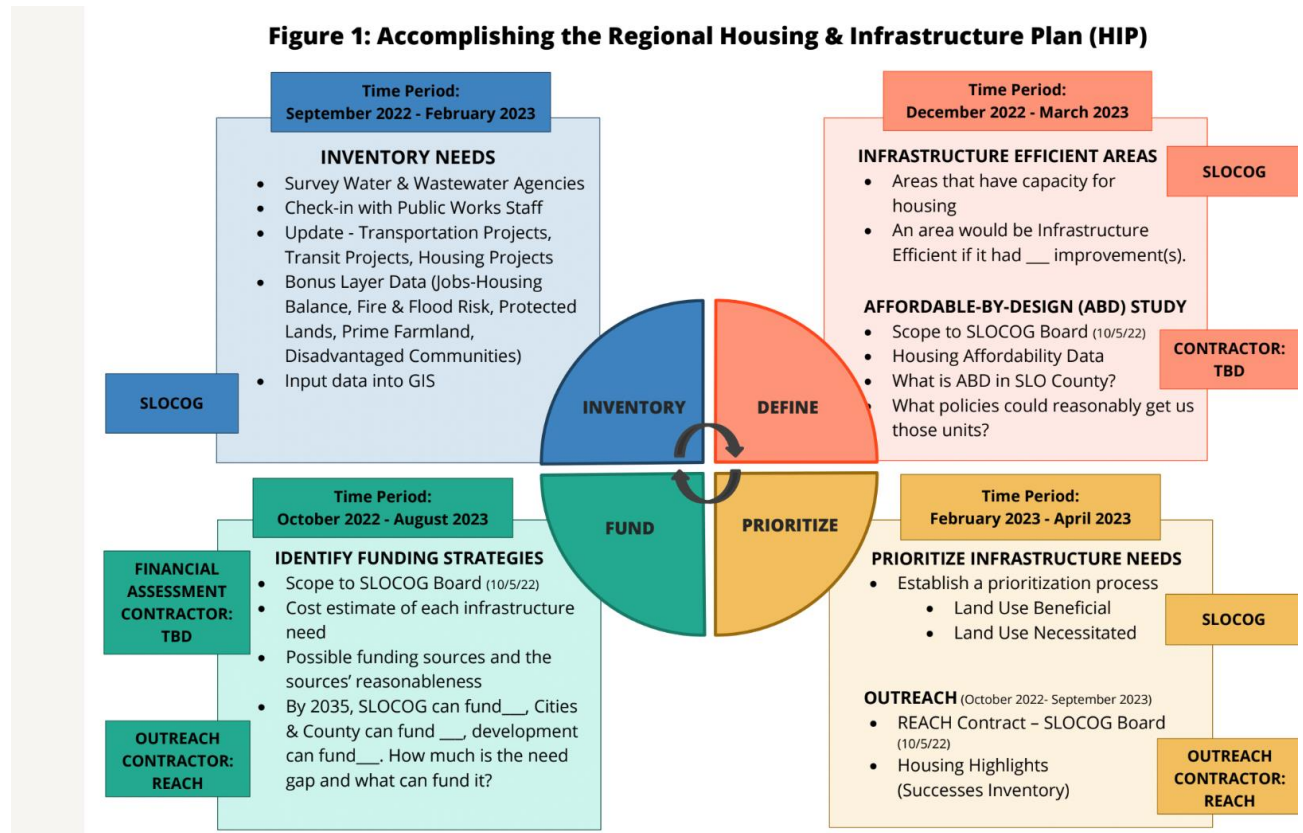 Figure 1: Accomplishing the Regional Housing & Infrastructure Plan (HIP)
Time Period:
September 2022 - February 2023
INVENTORY NEEDS
• Survey Water & Wastewater Agencies
• Check-in with Public Works Staff
• Update - Transportation Projects,
Transit Projects, Housing Projects
• Bonus Layer Data (Jobs-Housing
Balance, Fire & Flood Risk, Protected
Lands, Prime Farmland,
Disadvantaged Communities)
• Input data into GIS
SLOCOG
INVENTORY
Time Period:
December 2022 - March 2023
INFRASTRUCTURE EFFICIENT AREAS
• Areas that have capacity for
housing
• An area would be Infrastructure
Efficient if it had ___ improvement(s).
SLOCOG
AFFORDABLE-BY-DESIGN (ABD) STUDY
• Scope to SLOCOG Board (10/5/22)
• Housing Affordability Data
• What is ABD in SLO County?
• What policies could reasonably get us
those units?
CONTRACTOR:
TBD
DEFINE
Time Period:
October 2022 - August 2023
IDENTIFY FUNDING STRATEGIES
• Scope to SLOCOG Board (10/5/22)
• Cost estimate of each infrastructure
need
• Possible funding sources and the
sources' reasonableness
• By 2035, SLOCOG can fund___, Cities
& County can fund ___, development
can fund___. How much is the need
gap and what can fund it?
FINANCIAL
ASSESSMENT
CONTRACTOR:
TBD
OUTREACH
CONTRACTOR:
REACH
FUND
PRIORITIZE
Time Period:
February 2023 - April 2023
PRIORITIZE INFRASTRUCTURE NEEDS
• Establish a prioritization process
• Land Use Beneficial
• Land Use Necessitated
SLOCOG
OUTREACH (October 2022- September 2023)
• REACH Contract – SLOCOG Board
(10/5/22)
• Housing Highlights
(Successes Inventory)
OUTREACH
CONTRACTOR:
REACH